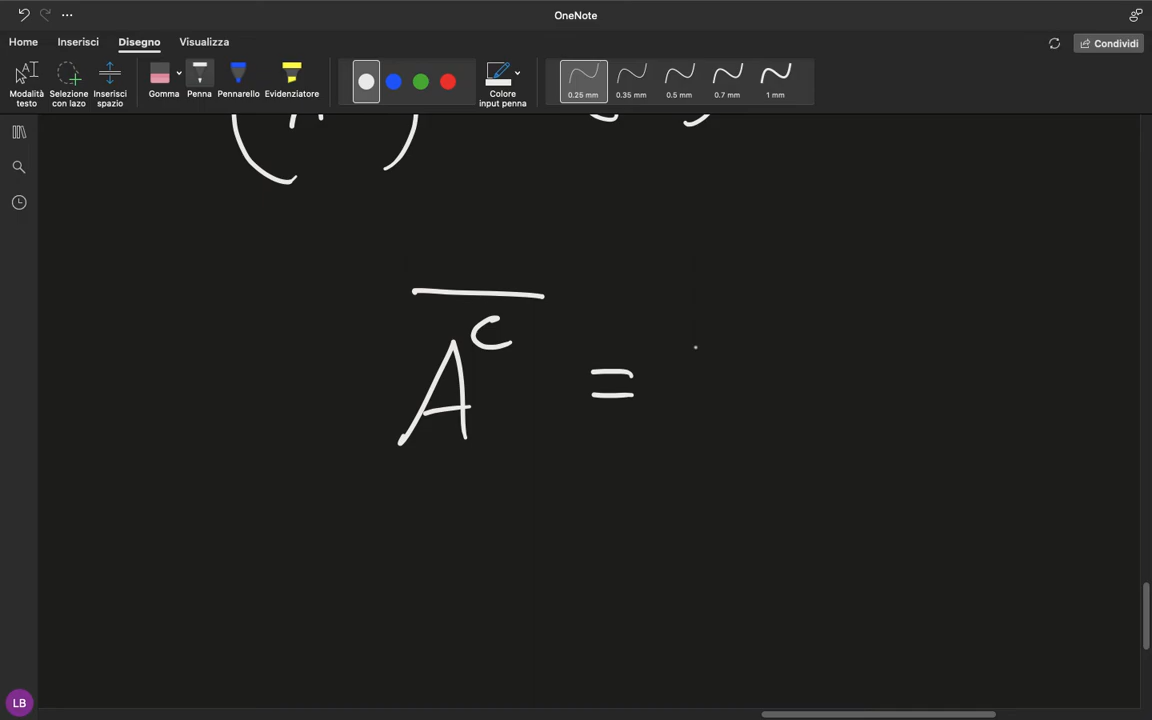 OneNote
Home Inserisci Disegno Visualizza
Condividi
Modalità testo Selezione con lazo Inserisci spazio Gomma Penna Pennarello Evidenziatore Colore input penna 0.25 mm 0.35 mm 0.5 mm 0.7 mm 1 mm
A̅ᶜ̅ =
LB